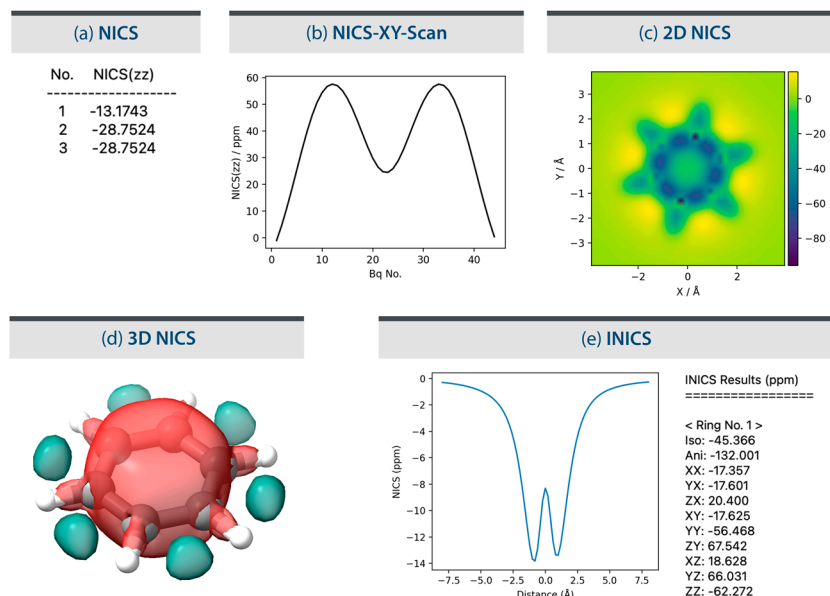 (a) NICS
No. NICS(zz)
--------------------
1 -13.1743
2 -28.7524
3 -28.7524
(b) NICS-XY-Scan
60
50
40
30
20
10
0
NICS(zz) / ppm
0 10 20 30 40
Bq No.
(c) 2D NICS
3
2
1
0
−1
−2
−3
Y / Å
−2 0 2
X / Å
0
−20
−40
−60
−80
(d) 3D NICS
(e) INICS
0
−2
−4
−6
−8
−10
−12
−14
NICS (ppm)
−7.5 −5.0 −2.5 0.0 2.5 5.0 7.5
Distance (Å)
INICS Results (ppm)
=================
< Ring No. 1 >
Iso: -45.366
Ani: -132.001
XX: -17.357
YX: -17.601
ZX: 20.400
XY: -17.625
YY: -56.468
ZY: 67.542
XZ: 18.628
YZ: 66.031
ZZ: -62.272